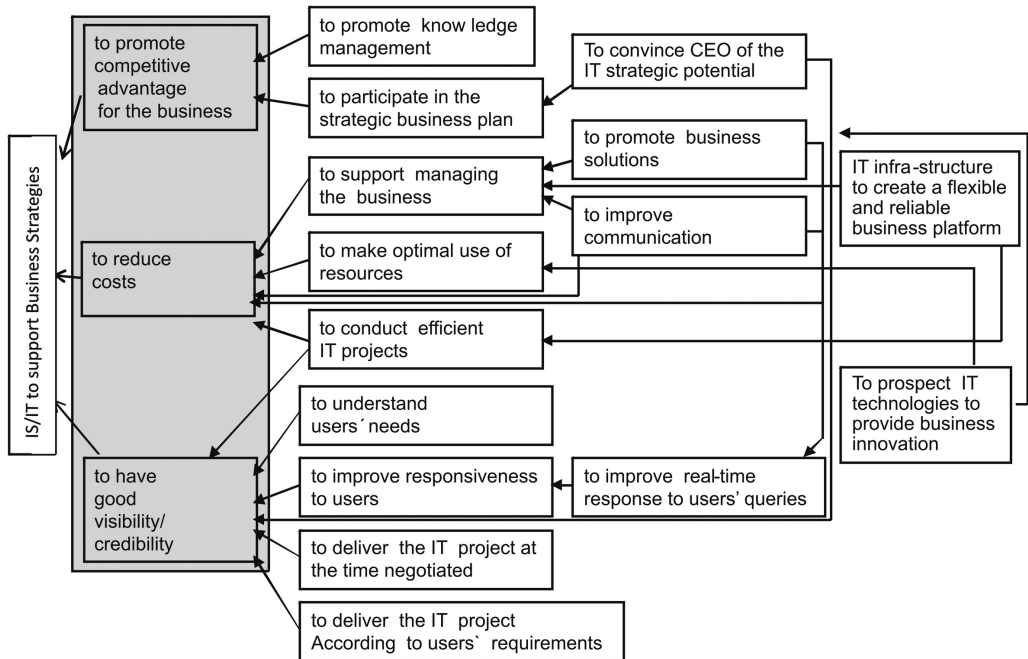 IS/IT to support Business Strategies
to promote
competitive
advantage
for the business
to reduce
costs
to have
good
visibility/
credibility
to promote know ledge
management
to participate in the
strategic business plan
to support managing
the business
to make optimal use of
resources
to conduct efficient
IT projects
to understand
users´needs
to improve responsiveness
to users
to deliver the IT project at
the time negotiated
to deliver the IT project
According to users` requirements
To convince CEO of the
IT strategic potential
to promote business
solutions
to improve
communication
to improve real-time
response to users’ queries
IT infra-structure
to create a flexible
and reliable
business platform
To prospect IT
technologies to
provide business
innovation